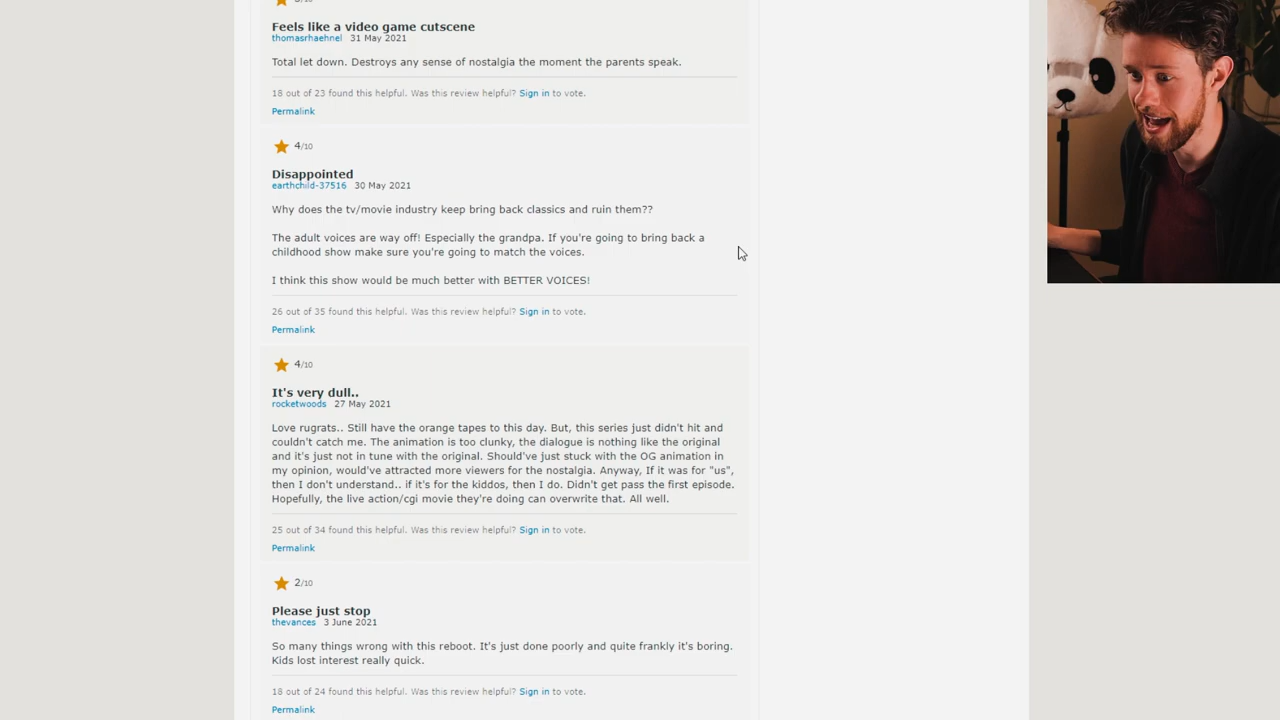 Feels like a video game cutscene
thomasrhaehnel 31 May 2021
Total let down. Destroys any sense of nostalgia the moment the parents speak.
18 out of 23 found this helpful. Was this review helpful? Sign in to vote.
Permalink
4/10
Disappointed
earthchild-37516 30 May 2021
Why does the tv/movie industry keep bring back classics and ruin them??
The adult voices are way off! Especially the grandpa. If you're going to bring back a
childhood show make sure you're going to match the voices.
I think this show would be much better with BETTER VOICES!
26 out of 35 found this helpful. Was this review helpful? Sign in to vote.
Permalink
4/10
It's very dull..
rocketwoods 27 May 2021
Love rugrats.. Still have the orange tapes to this day. But, this series just didn't hit and
couldn't catch me. The animation is too clunky, the dialogue is nothing like the original
and it's just not in tune with the original. Should've just stuck with the OG animation in
my opinion, would've attracted more viewers for the nostalgia. Anyway, If it was for "us",
then I don't understand.. if it's for the kiddos, then I do. Didn't get pass the first episode.
Hopefully, the live action/cgi movie they're doing can overwrite that. All well.
25 out of 34 found this helpful. Was this review helpful? Sign in to vote.
Permalink
2/10
Please just stop
thevances 3 June 2021
So many things wrong with this reboot. It's just done poorly and quite frankly it's boring.
Kids lost interest really quick.
18 out of 24 found this helpful. Was this review helpful? Sign in to vote.
Permalink